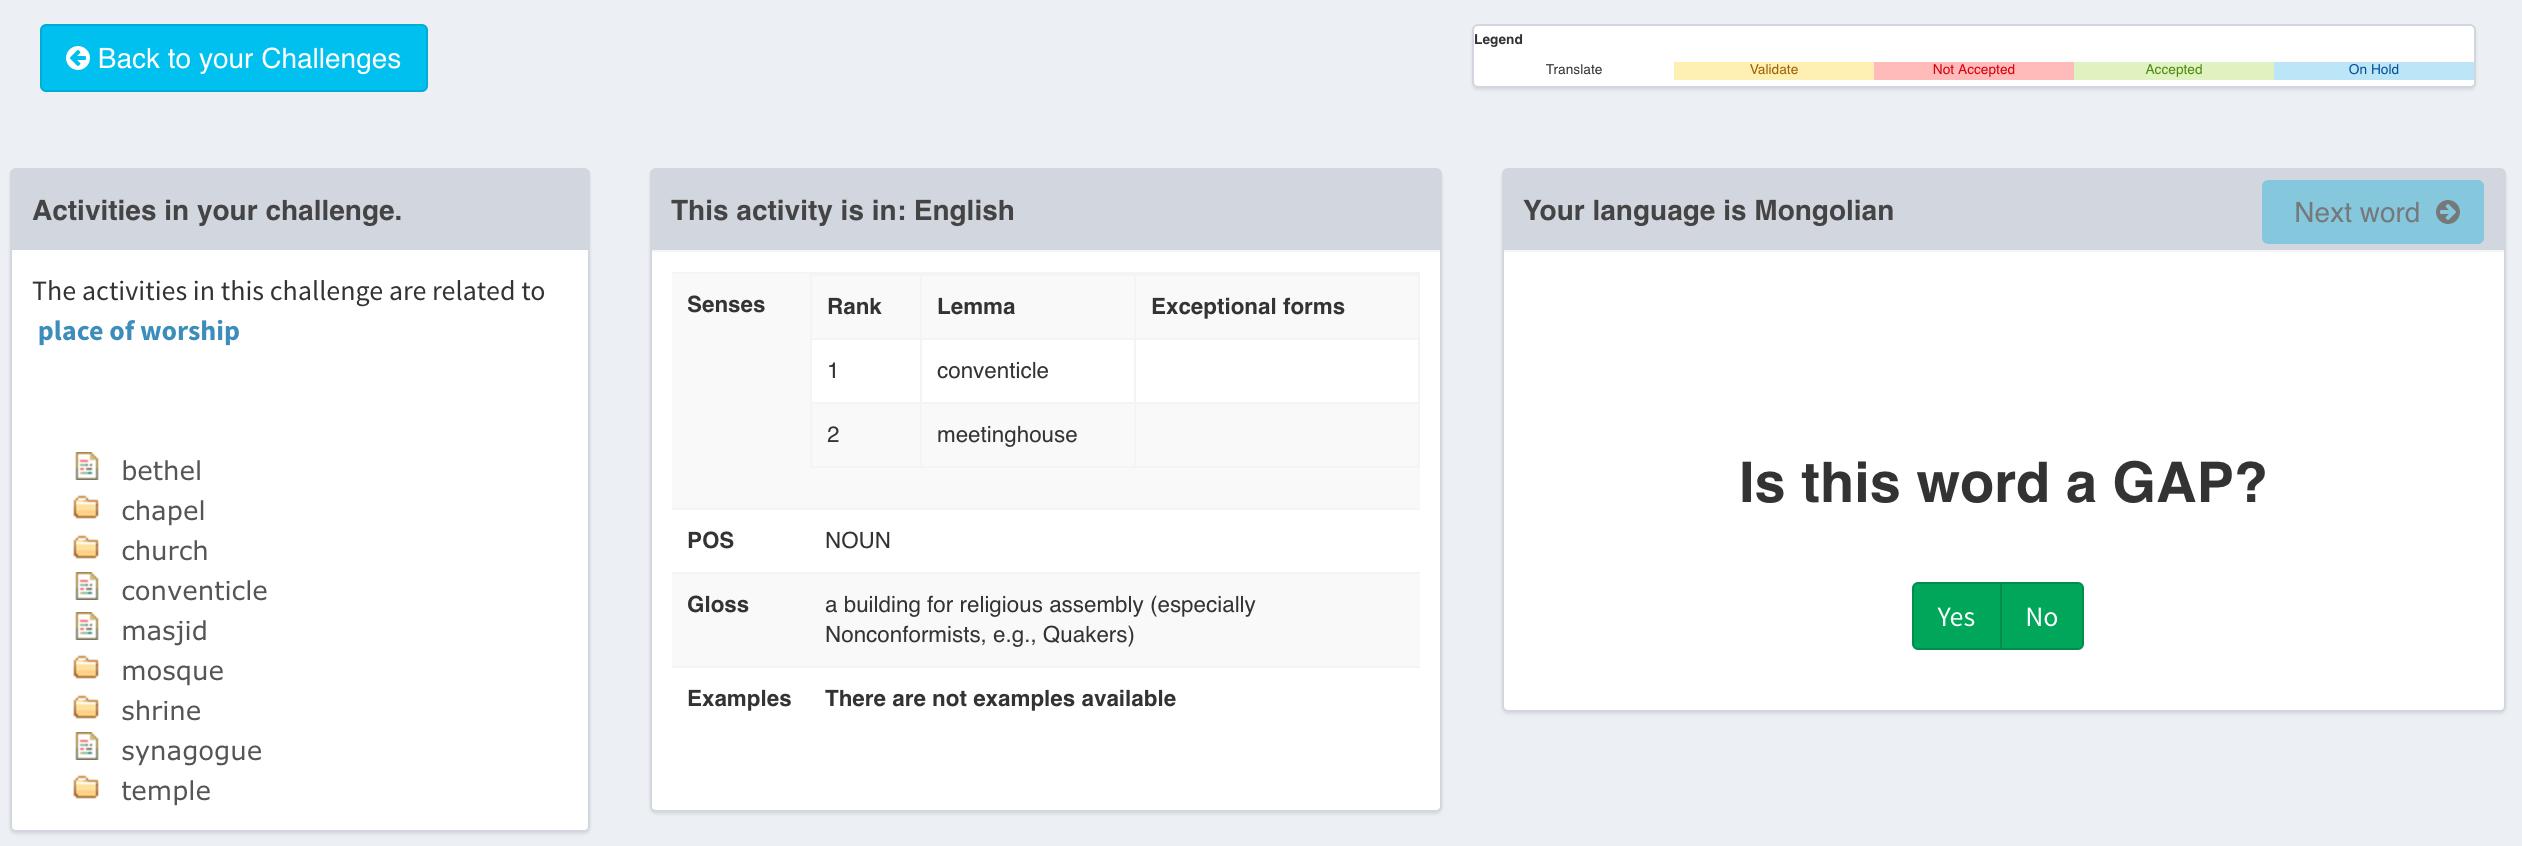 Back to your Challenges
Legend
Translate Validate Not Accepted Accepted On Hold
Activities in your challenge.
The activities in this challenge are related to
place of worship
bethel
chapel
church
conventicle
masjid
mosque
shrine
synagogue
temple
This activity is in: English
Senses Rank Lemma Exceptional forms
1 conventicle
2 meetinghouse
POS NOUN
Gloss a building for religious assembly (especially
Nonconformists, e.g., Quakers)
Examples There are not examples available
Your language is Mongolian
Next word
Is this word a GAP?
Yes No